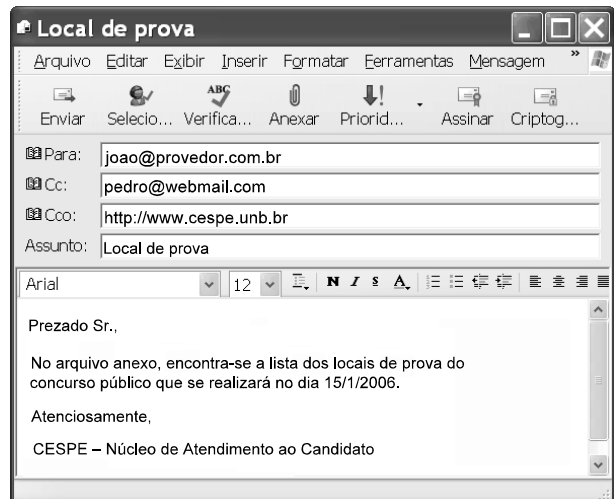 Local de prova
Arquivo Editar Exibir Inserir Formatar Ferramentas Mensagem »
Enviar Selecio... ABC Verifica... Anexar Priorid... Assinar Criptog...
Para: joao@provedor.com.br
Cc: pedro@webmail.com
Cco: http://www.cespe.unb.br
Assunto: Local de prova
Arial 12 N I S A
Prezado Sr.,
No arquivo anexo, encontra-se a lista dos locais de prova do
concurso público que se realizará no dia 15/1/2006.
Atenciosamente,
CESPE – Núcleo de Atendimento ao Candidato